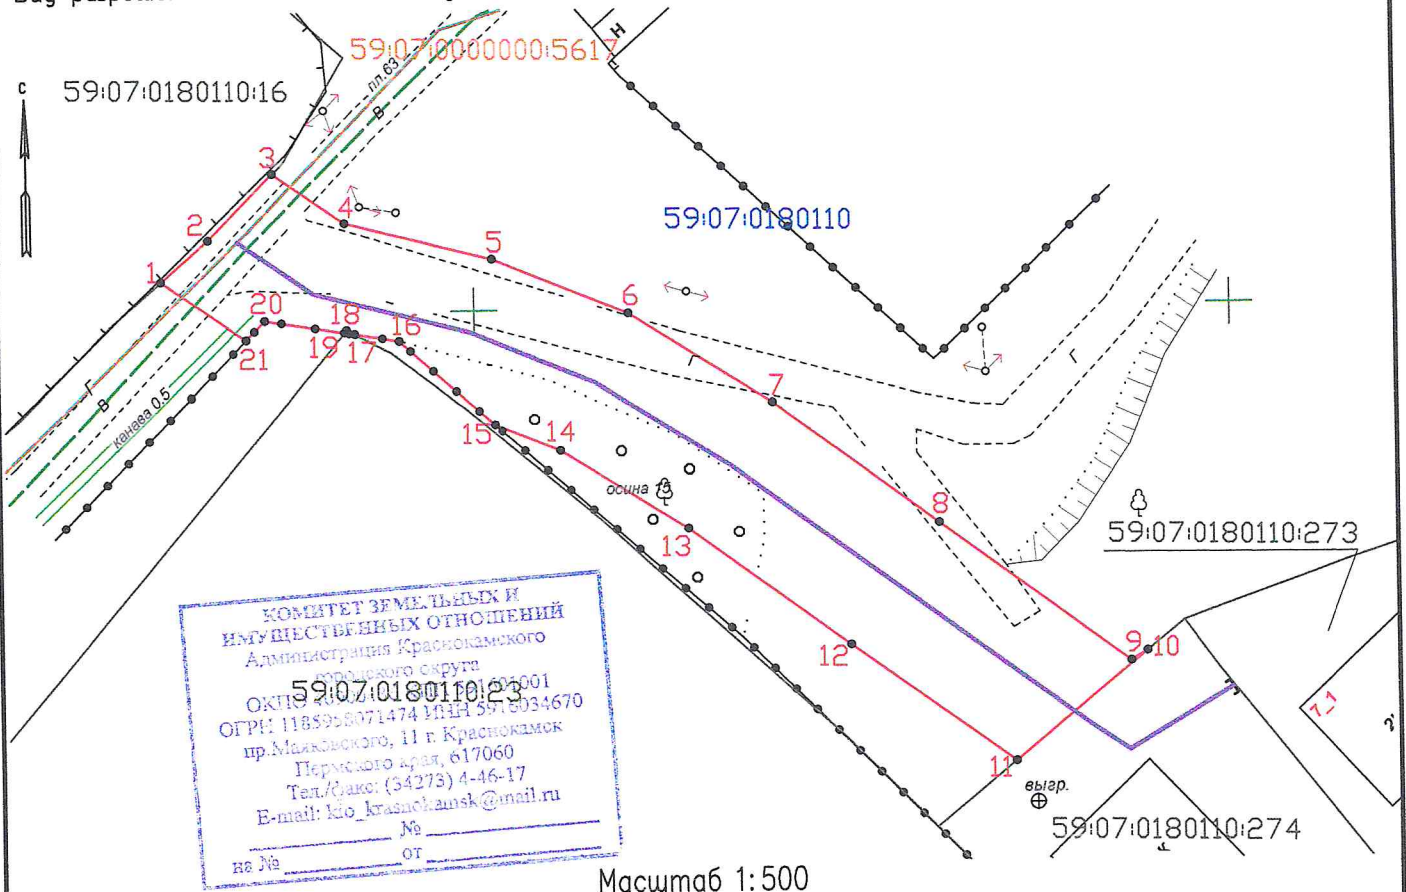 59:07:0000000:5617
пл.63
Н
Г
59:07:0180110:16
С
В
3
4
2
59:07:0180110
5
1
6
20
18
16
19
17
21
Г
Г
7
Г
В
канава 0,5
15
14
осина 15
8
13
59:07:0180110:273
КОМИТЕТ ЗЕМЕЛЬНЫХ И
ИМУЩЕСТВЕННЫХ ОТНОШЕНИЙ
Администрация Краснокамского
городского округа
59:07:0180110:23
ОГРН 1185958071474 ИНН 5916034670
пр.Маяковского, 11 г. Краснокамск
Пермского края, 617060
Тел./факс: (34273) 4-46-17
E-mail: kio_krasnokamsk@mail.ru
№
на № от
12
9
10
7_1
11
выгр.
59:07:0180110:274
Масштаб 1:500